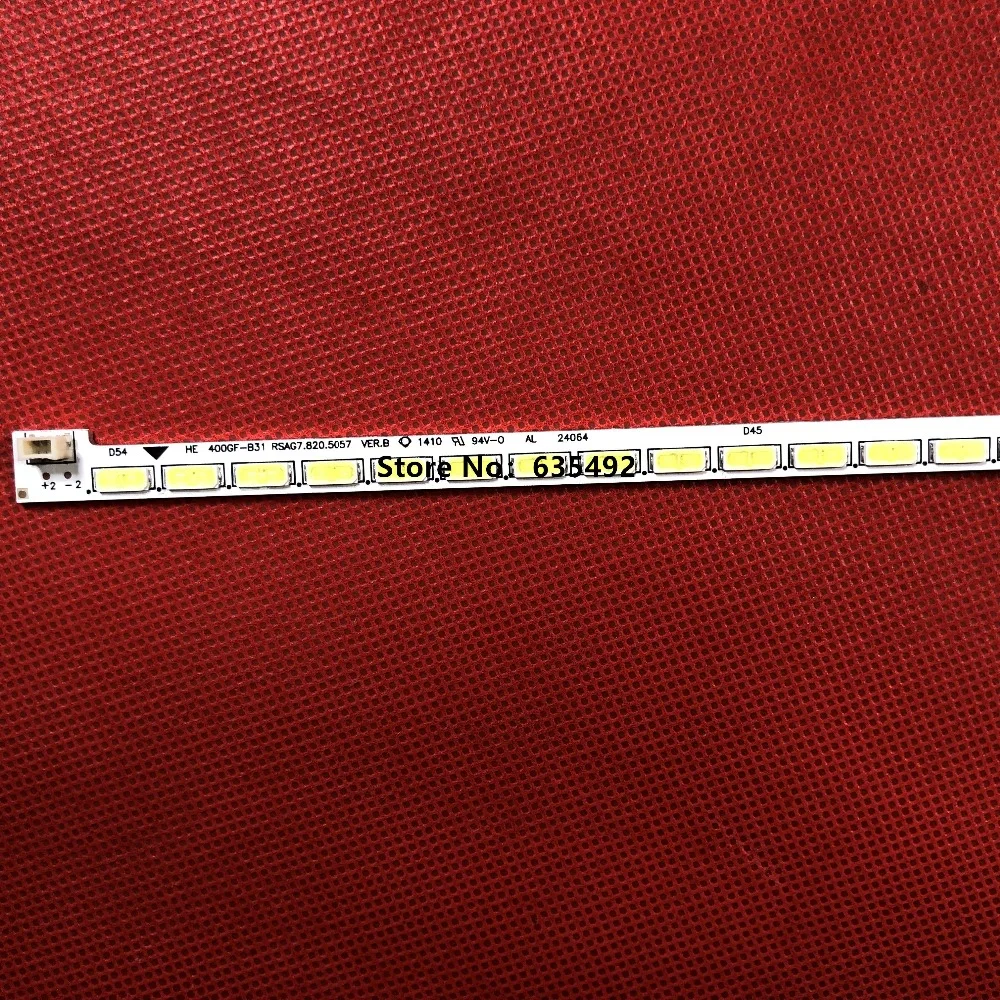 HE 400GF-B31 RSAG7.820.5057 VER.B 1410 94V-0 AL 24064
D54
D45
Store No: 635492
+2 -2